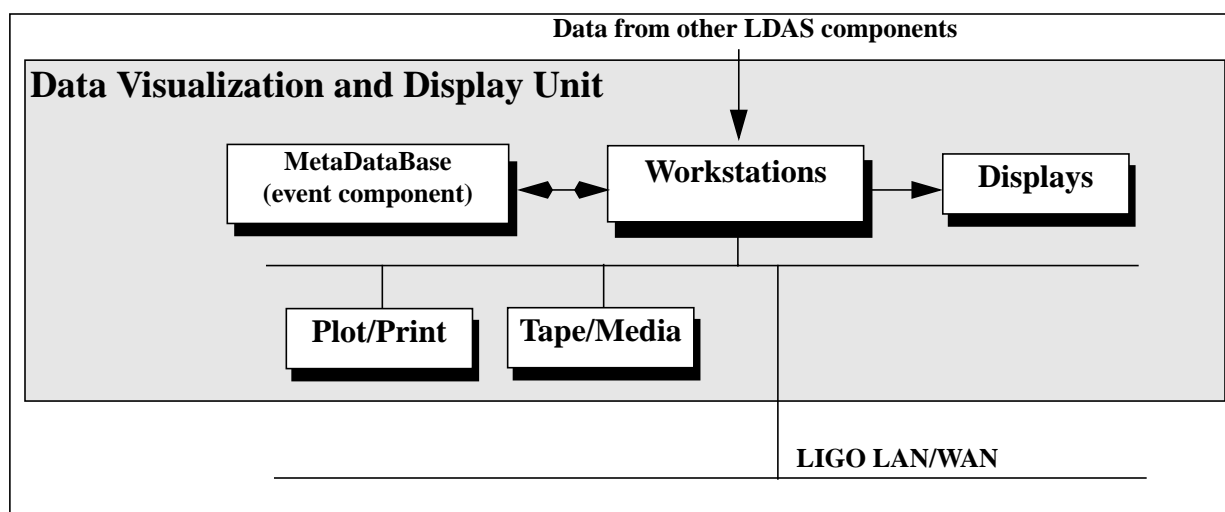 Data from other LDAS components
Data Visualization and Display Unit
MetaDataBase
(event component)
Workstations
Displays
Plot/Print
Tape/Media
LIGO LAN/WAN